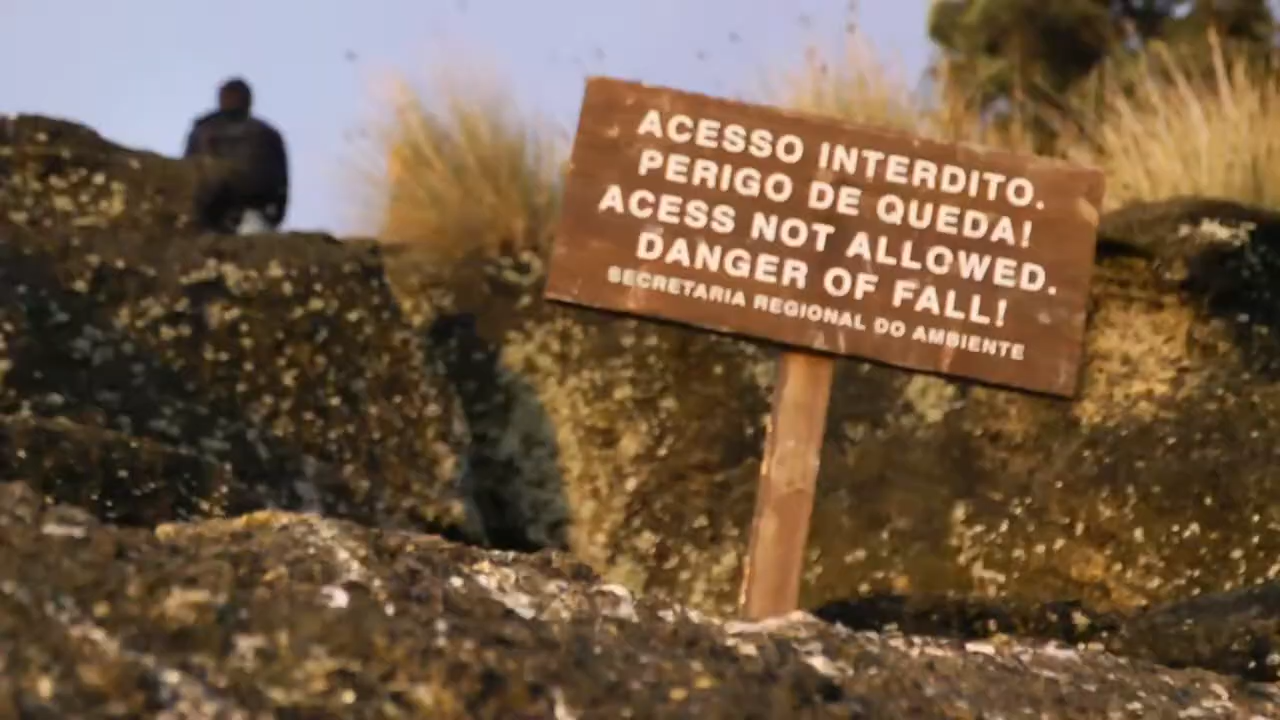 ACESSO INTERDITO.
PERIGO DE QUEDA!
ACESS NOT ALLOWED.
DANGER OF FALL!
SECRETARIA REGIONAL DO AMBIENTE